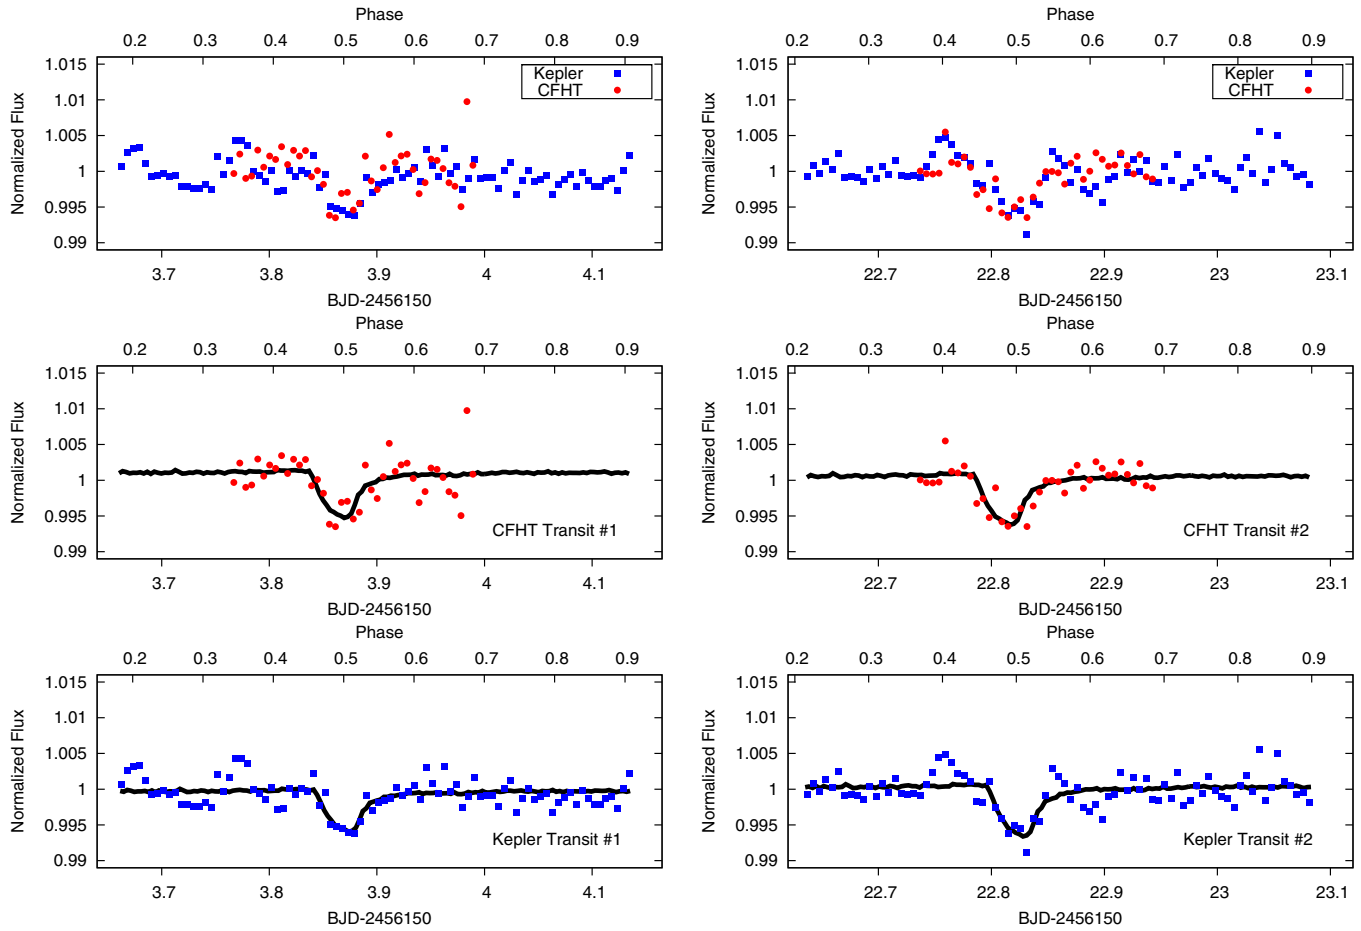 Phase
0.2 0.3 0.4 0.5 0.6 0.7 0.8 0.9
1.015
1.01
1.005
1
0.995
0.99
Normalized Flux
Kepler
CFHT
3.7 3.8 3.9 4 4.1
BJD-2456150
Phase
0.2 0.3 0.4 0.5 0.6 0.7 0.8 0.9
1.015
1.01
1.005
1
0.995
0.99
Normalized Flux
Kepler
CFHT
22.7 22.8 22.9 23 23.1
BJD-2456150
Phase
0.2 0.3 0.4 0.5 0.6 0.7 0.8 0.9
1.015
1.01
1.005
1
0.995
0.99
Normalized Flux
CFHT Transit #1
3.7 3.8 3.9 4 4.1
BJD-2456150
Phase
0.2 0.3 0.4 0.5 0.6 0.7 0.8 0.9
1.015
1.01
1.005
1
0.995
0.99
Normalized Flux
CFHT Transit #2
22.7 22.8 22.9 23 23.1
BJD-2456150
Phase
0.2 0.3 0.4 0.5 0.6 0.7 0.8 0.9
1.015
1.01
1.005
1
0.995
0.99
Normalized Flux
Kepler Transit #1
3.7 3.8 3.9 4 4.1
BJD-2456150
Phase
0.2 0.3 0.4 0.5 0.6 0.7 0.8 0.9
1.015
1.01
1.005
1
0.995
0.99
Normalized Flux
Kepler Transit #2
22.7 22.8 22.9 23 23.1
BJD-2456150